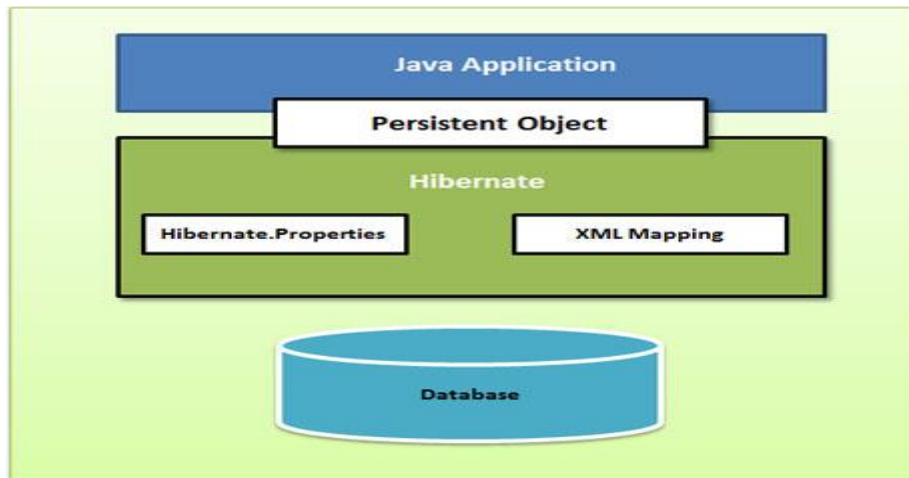 Java Application
Persistent Object
Hibernate
Hibernate.Properties
XML Mapping
Database